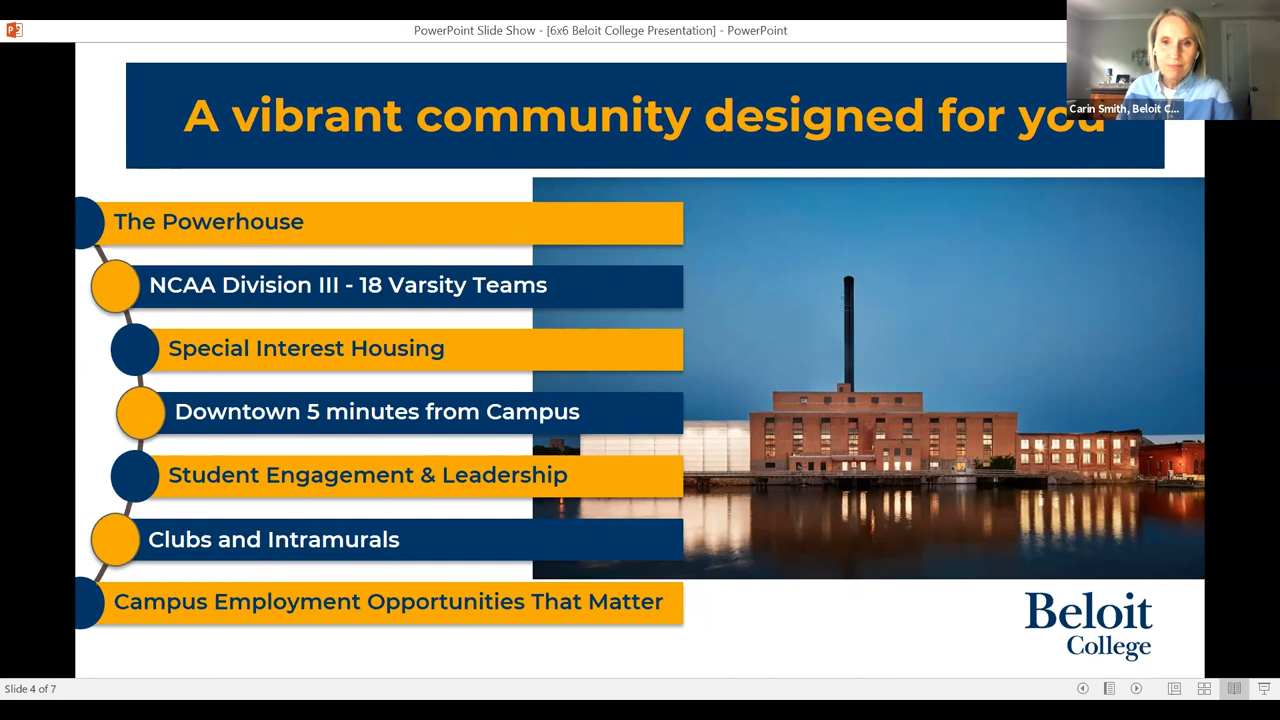 PowerPoint Slide Show - [6x6 Beloit College Presentation] - PowerPoint
Carin Smith, Beloit C...
A vibrant community designed for you
The Powerhouse
NCAA Division III - 18 Varsity Teams
Special Interest Housing
Downtown 5 minutes from Campus
Student Engagement & Leadership
Clubs and Intramurals
Campus Employment Opportunities That Matter
Beloit
College
Slide 4 of 7